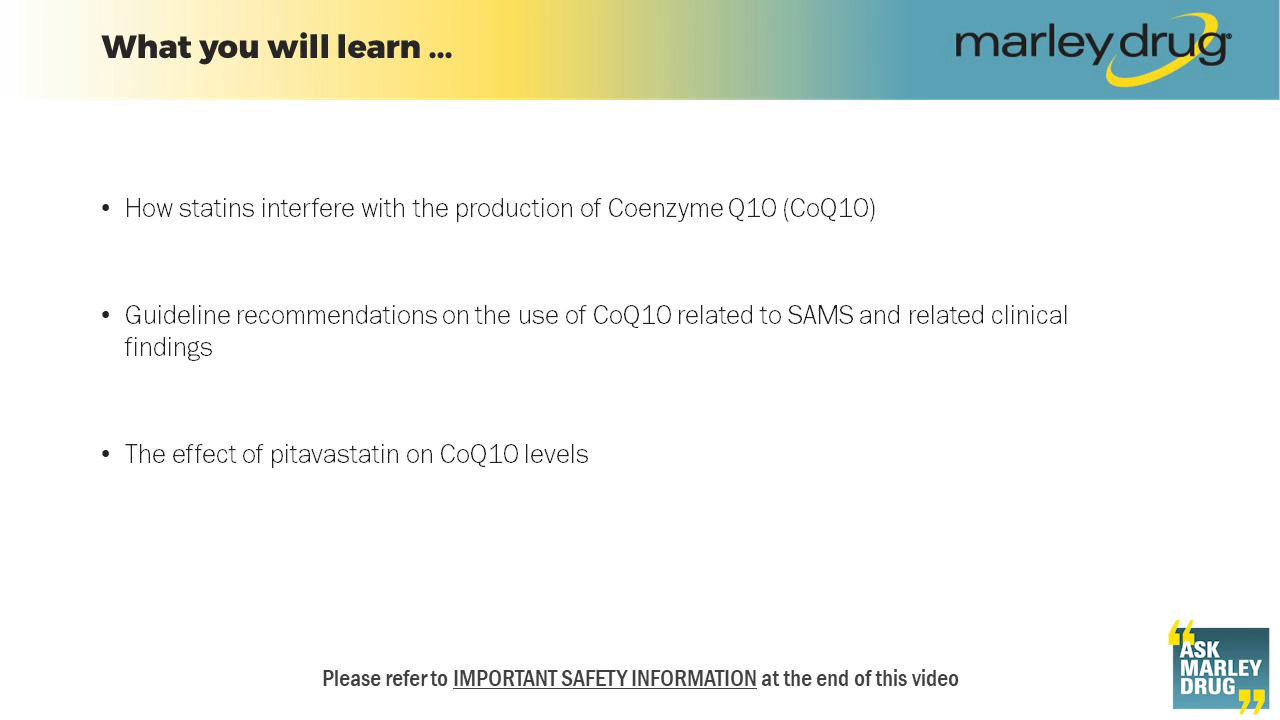 What you will learn ...
marley drug®
• How statins interfere with the production of Coenzyme Q10 (CoQ10)
• Guideline recommendations on the use of CoQ10 related to SAMS and related clinical
findings
• The effect of pitavastatin on CoQ10 levels
Please refer to IMPORTANT SAFETY INFORMATION at the end of this video
“ASK
MARLEY
DRUG”